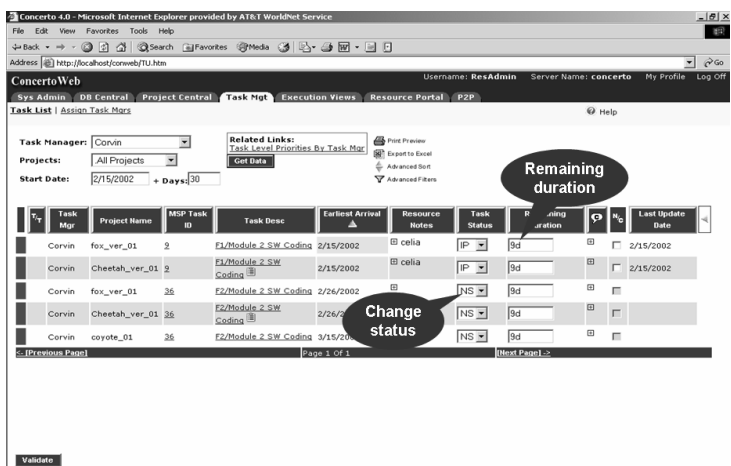 Concerto 4.0 - Microsoft Internet Explorer provided by AT&T WorldNet Service
File Edit View Favorites Tools Help
Back Search Favorites Media
Address http://localhost/conweb/TU.htm Go
ConcertoWeb Username: ResAdmin Server Name: concerto My Profile Log Off
Sys Admin DB Central Project Central Task Mgt Execution Views Resource Portal P2P
Task List | Assign Task Mgrs Help
Task Manager: Corvin Related Links: Print Preview
Task Level Priorities By Task Mgr
Projects: .All Projects Get Data Export to Excel
Advanced Sort
Start Date: 2/15/2002 + Days: 30 Advanced Filters
Remaining
duration
T/T Task Mgr Project Name MSP Task ID Task Desc Earliest Arrival Resource Notes Task Status N/C Last Update Date
Corvin fox_ver_01 9 F1/Module 2 SW Coding 2/15/2002 celia IP 9d 2/15/2002
Corvin Cheetah_ver_01 9 F1/Module 2 SW Coding 2/15/2002 celia IP 9d 2/15/2002
Corvin fox_ver_01 36 F2/Module 2 SW Coding 2/26/2002 NS 9d
Corvin Cheetah_ver_01 36 F2/Module 2 SW Coding NS 9d
Change
status
Corvin coyote_01 36 F2/Module 2 SW Coding NS 9d
<- [Previous Page] Page 1 Of 1 [Next Page] ->
Validate